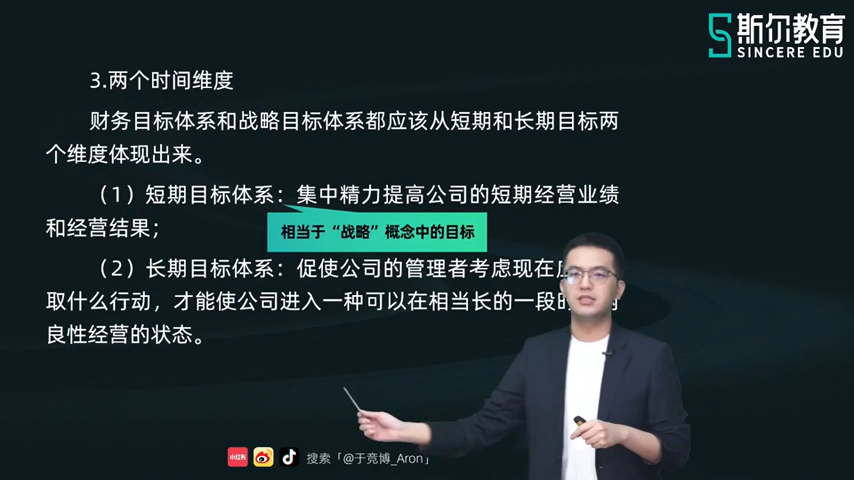 斯尔教育
SINCERE EDU
3.两个时间维度
财务目标体系和战略目标体系都应该从短期和长期目标两
个维度体现出来。
（1）短期目标体系：集中精力提高公司的短期经营业绩
和经营结果；
相当于“战略”概念中的目标
（2）长期目标体系：促使公司的管理者考虑现在
取什么行动，才能使公司进入一种可以在相当长的一段
良性经营的状态。
小红书
搜索「@于竞博_Aron」